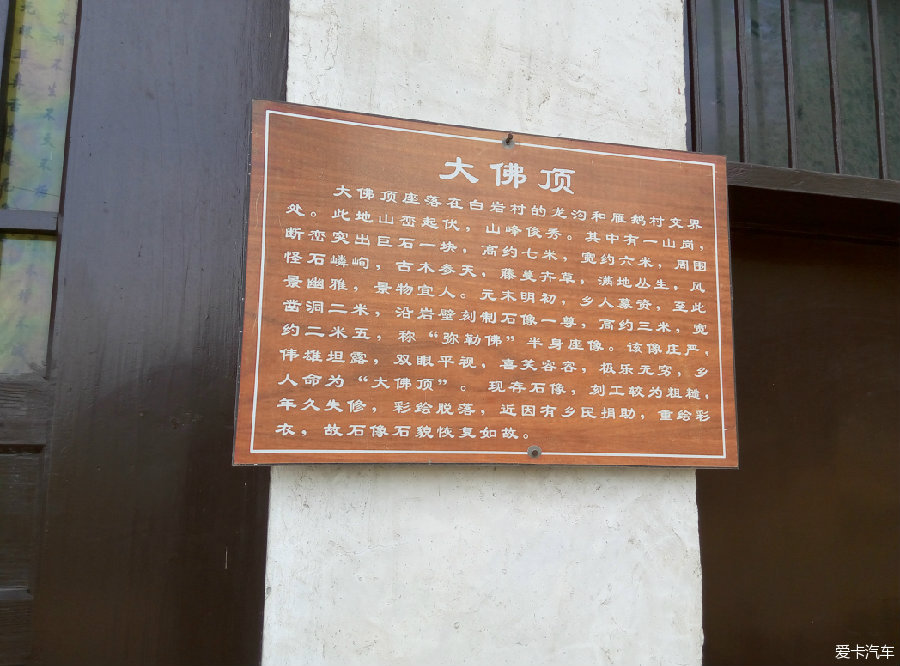 大佛顶
大佛顶座落在白岩村的龙沟和雁鹅村交界
处。此地山峦起伏，山峰俊秀。其中有一山岗，
断峦突出巨石一块，高约七米，宽约六米，周围
怪石嶙峋，古木参天，藤蔓齐草，满地丛生，风
景幽雅，景物宜人。元末明初，乡人募资，至此
凿洞二米，沿岩壁刻制石像一尊，高约三米，宽
约二米五，称“弥勒佛”半身座像。该像庄严，
伟雄坦露，双眼平视，喜芙容容，极乐无穷，乡
人命为“大佛顶”。现存石像，刻工较为粗糙，
年久失修，彩绘脱落，近因有乡民捐助，重绘彩
衣，故石像石貌恢复如故。
爱卡汽车